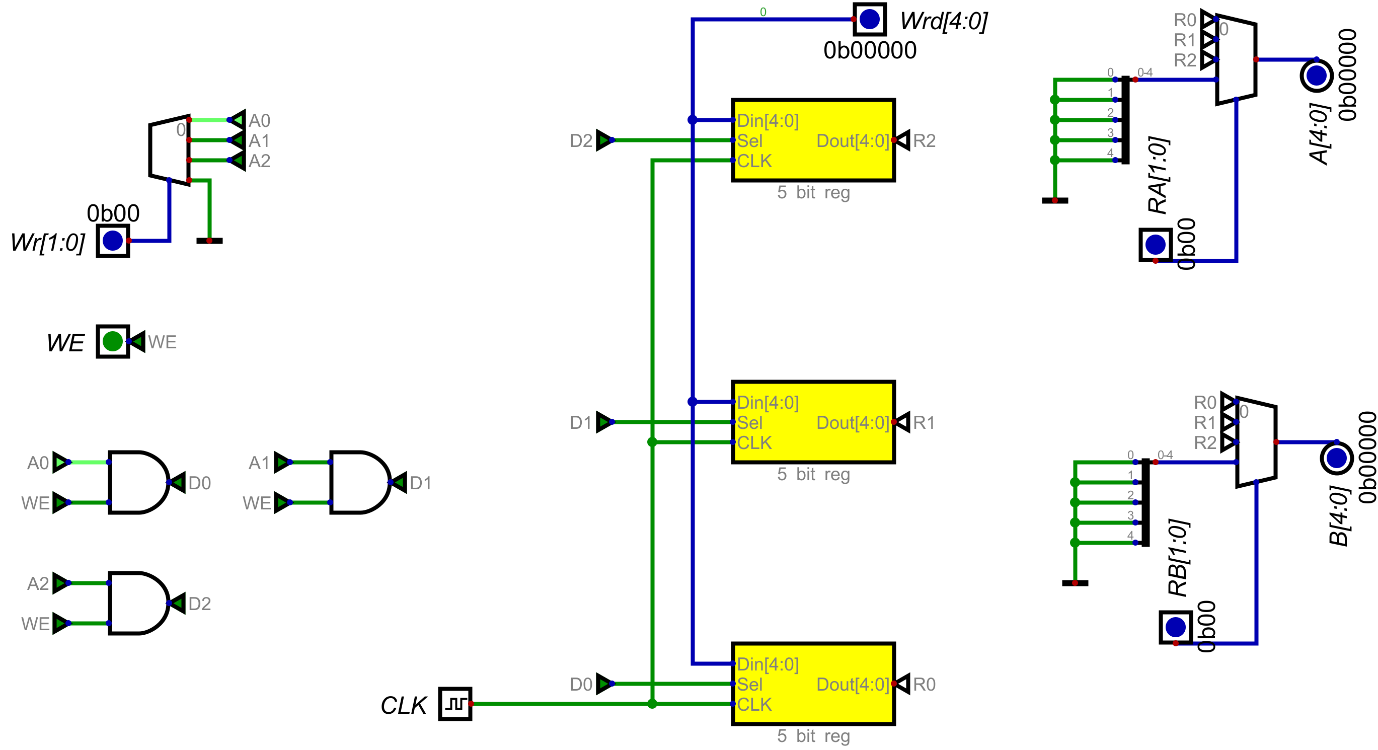 0
Wrd[4:0]
0b00000
Din[4:0]
D2
Sel
Dout[4:0]
R2
CLK
5 bit reg
Din[4:0]
D1
Sel
Dout[4:0]
R1
CLK
5 bit reg
Din[4:0]
D0
Sel
Dout[4:0]
R0
CLK
5 bit reg
CLK
0
A0
A1
A2
0b00
Wr[1:0]
WE
WE
A0
WE
D0
A1
WE
D1
A2
WE
D2
R0
R1
R2
0
0
1
2
3
4
0-4
RA[1:0]
0b00
A[4:0]
0b00000
R0
R1
R2
0
0
1
2
3
4
0-4
RB[1:0]
0b00
B[4:0]
0b00000